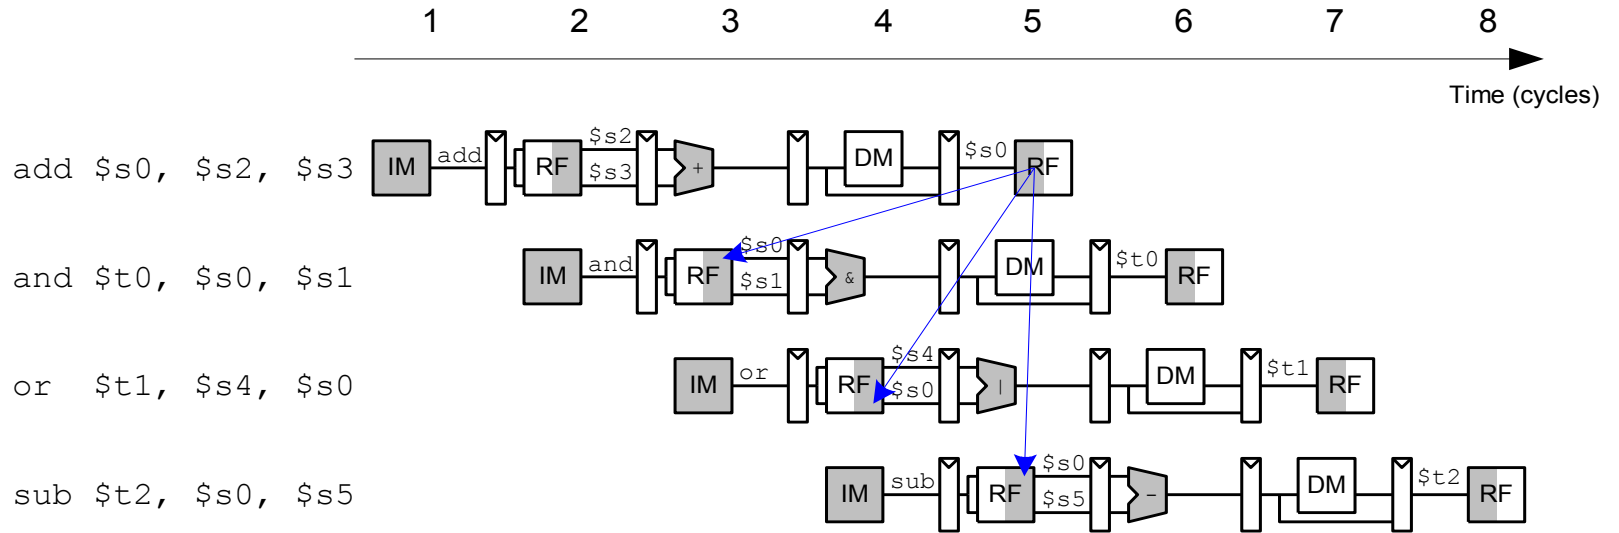 1 2 3 4 5 6 7 8
Time (cycles)
add $s0, $s2, $s3 IM add RF $s2 $s3 + DM $s0 RF
and $t0, $s0, $s1 IM and RF $s0 $s1 & DM $t0 RF
or $t1, $s4, $s0 IM or RF $s4 $s0 | DM $t1 RF
sub $t2, $s0, $s5 IM sub RF $s0 $s5 - DM $t2 RF